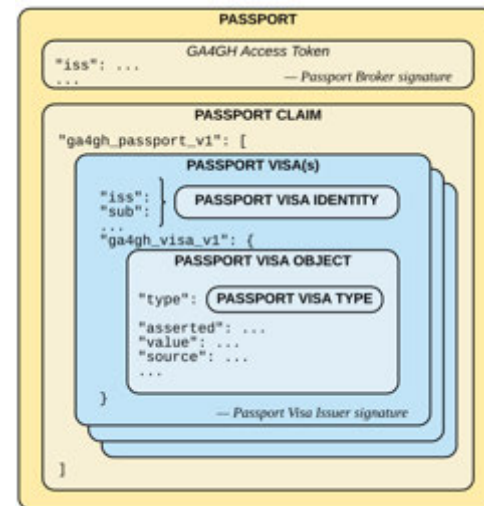 PASSPORT
GA4GH Access Token
"iss": ...
...
— Passport Broker signature
PASSPORT CLAIM
"ga4gh_passport_v1": [
PASSPORT VISA(s)
"iss":
"sub":
...
PASSPORT VISA IDENTITY
"ga4gh_visa_v1": {
PASSPORT VISA OBJECT
"type": PASSPORT VISA TYPE
"asserted": ...
"value": ...
"source": ...
...
}
— Passport Visa Issuer signature
]